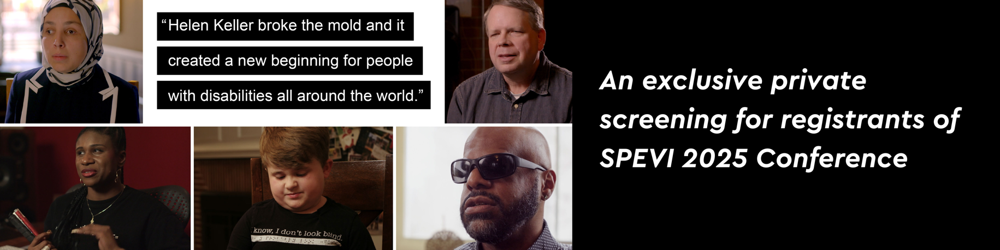 “Helen Keller broke the mold and it
created a new beginning for people
with disabilities all around the world.”
know, I don't look blind.
An exclusive private
screening for registrants of
SPEVI 2025 Conference